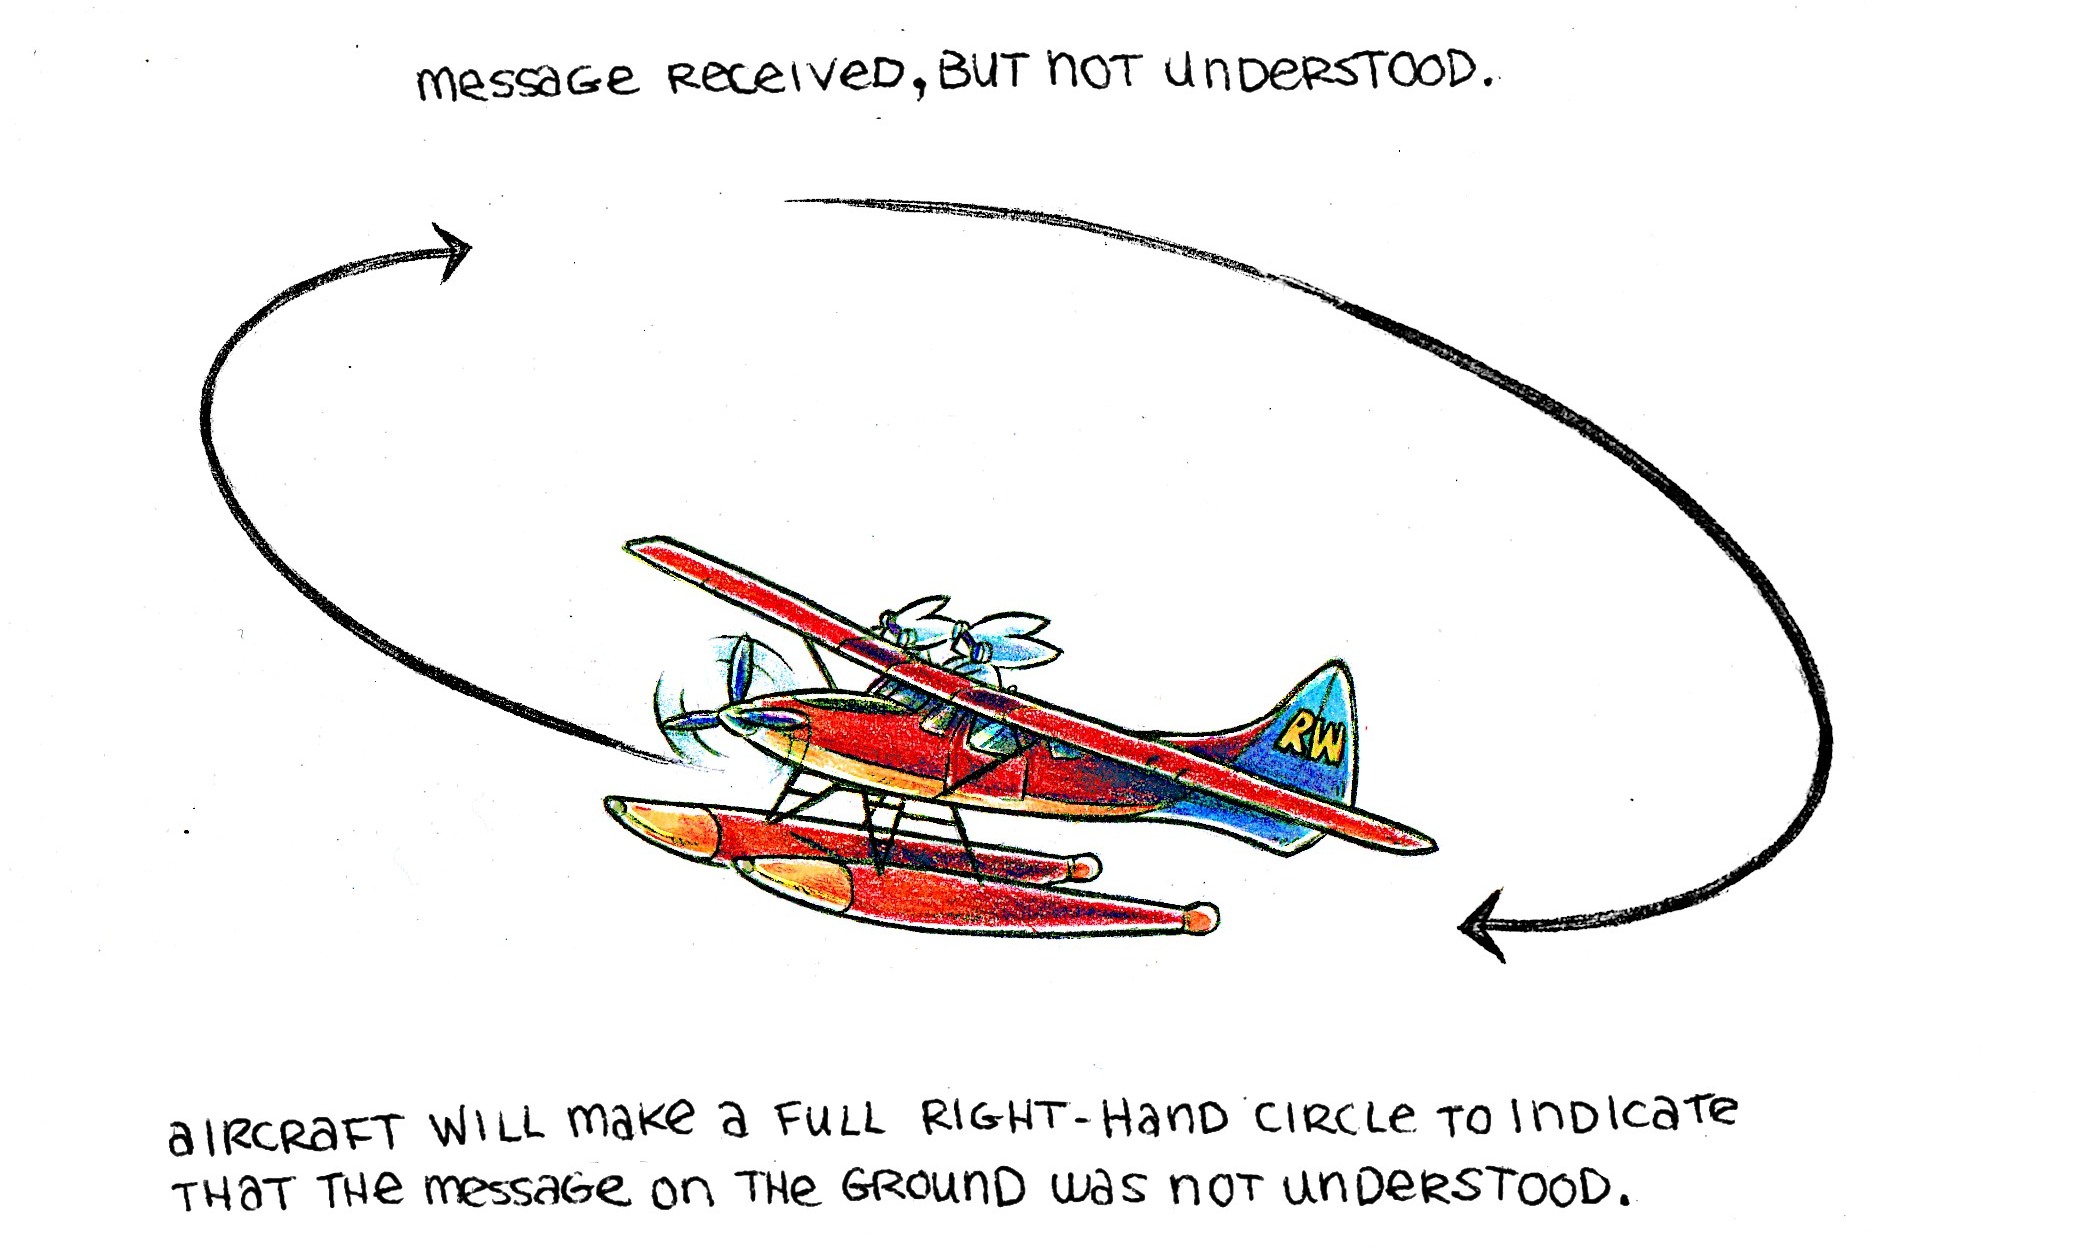 message Received, BUT NOT UNDERSTOOD.
RW
AIRCRAFT WILL make a FULL RIGHT-HAND CIRCLE TO INDICATE
THAT THE message on THE GROUND was NOT UNDERSTOOD.